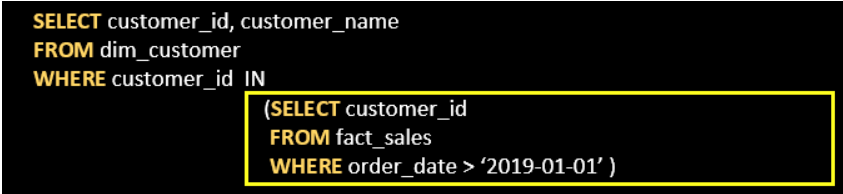 SELECT customer_id, customer_name
FROM dim_customer
WHERE customer_id  IN
(SELECT customer_id
FROM fact_sales
WHERE order_date > ‘2019-01-01’ )